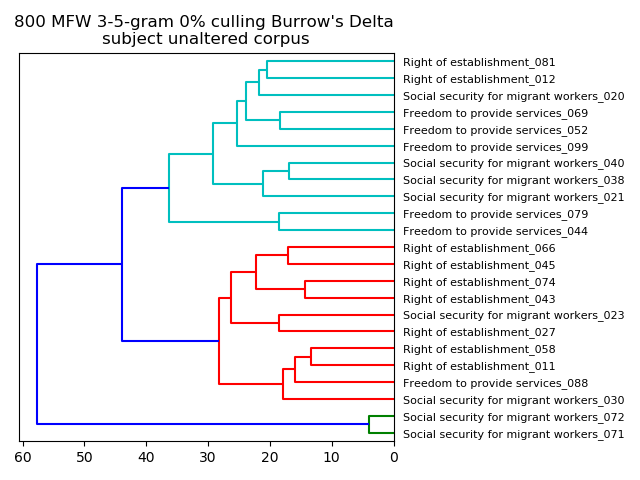 800 MFW 3-5-gram 0% culling Burrow's Delta
subject unaltered corpus
Right of establishment_081
Right of establishment_012
Social security for migrant workers_020
Freedom to provide services_069
Freedom to provide services_052
Freedom to provide services_099
Social security for migrant workers_040
Social security for migrant workers_038
Social security for migrant workers_021
Freedom to provide services_079
Freedom to provide services_044
Right of establishment_066
Right of establishment_045
Right of establishment_074
Right of establishment_043
Social security for migrant workers_023
Right of establishment_027
Right of establishment_058
Right of establishment_011
Freedom to provide services_088
Social security for migrant workers_030
Social security for migrant workers_072
Social security for migrant workers_071
60 50 40 30 20 10 0